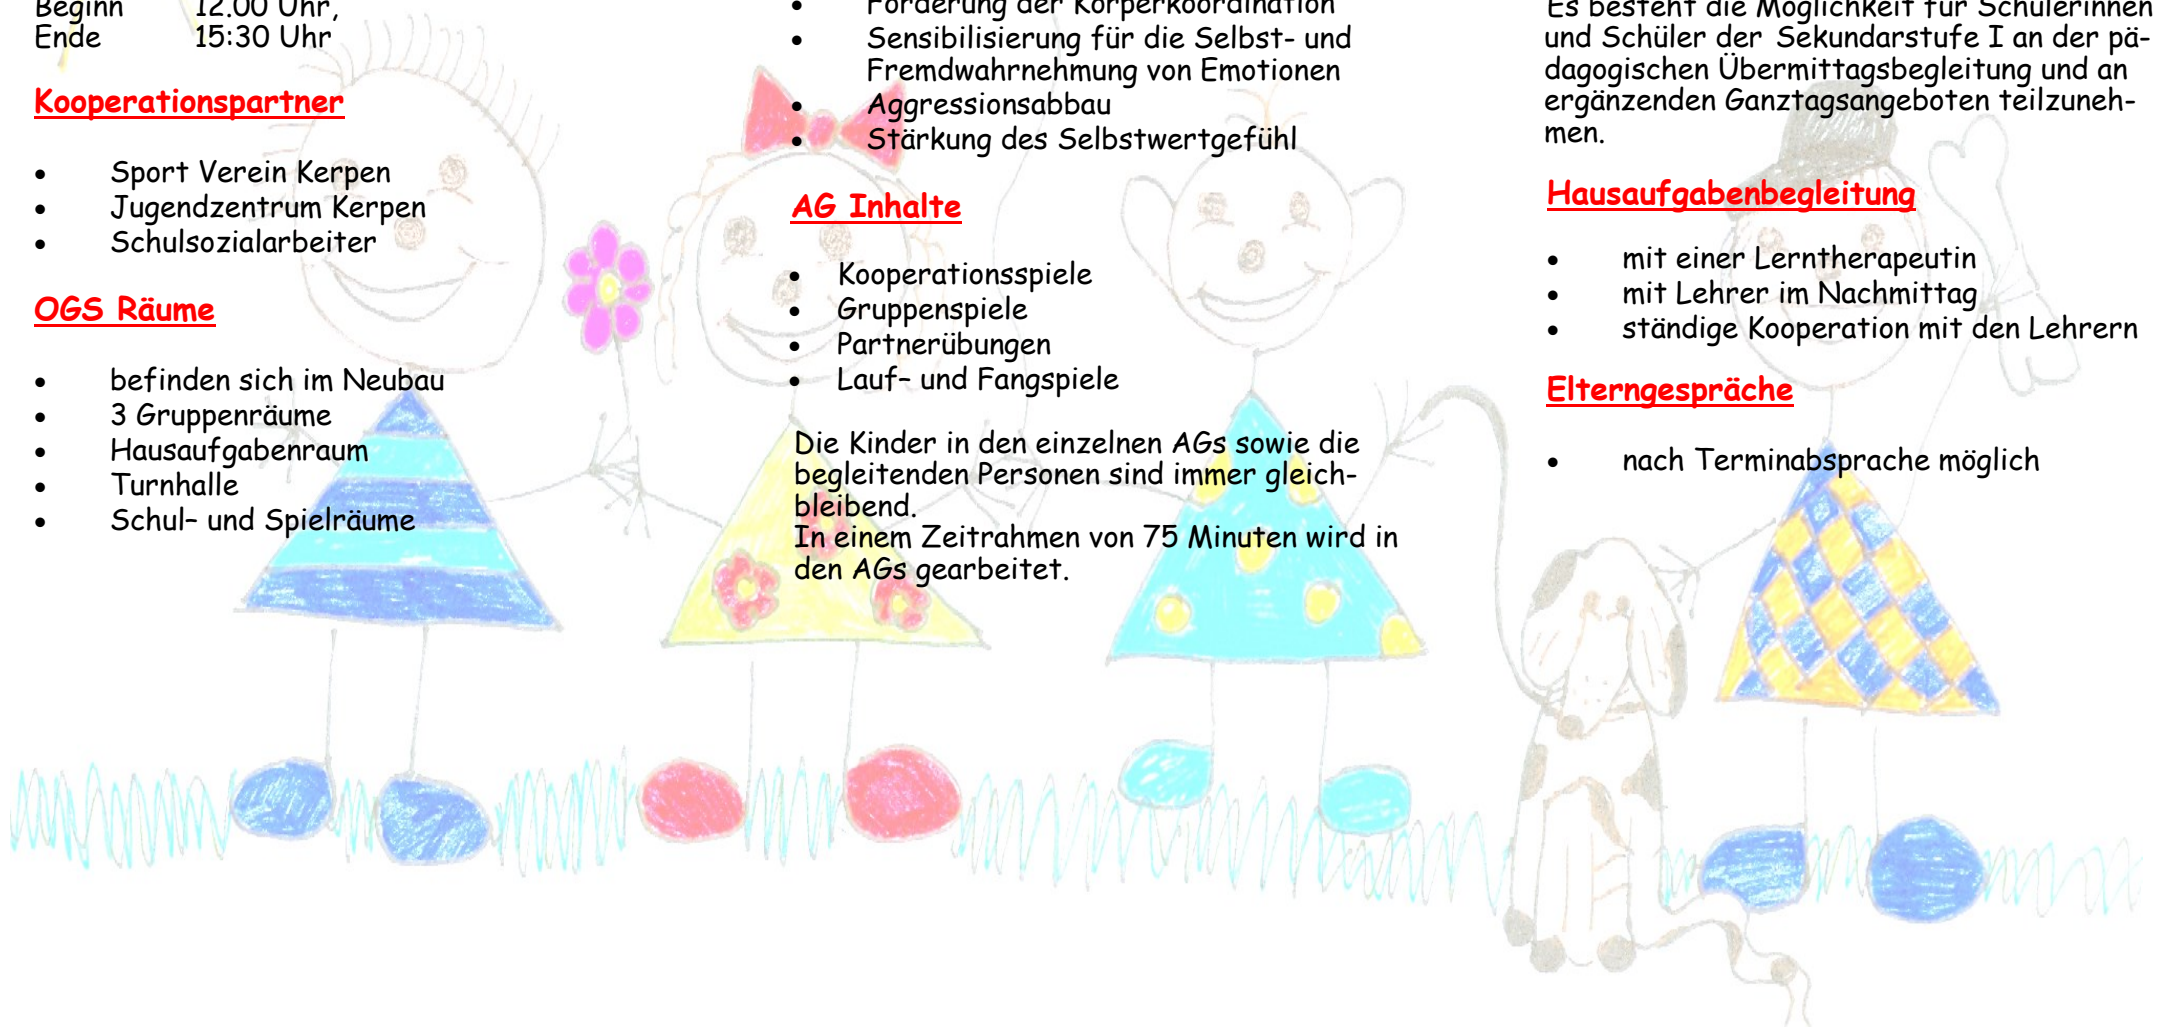 Beginn 12.00 Uhr,
Ende 15:30 Uhr
Kooperationspartner
• Sport Verein Kerpen
• Jugendzentrum Kerpen
• Schulsozialarbeiter
OGS Räume
• befinden sich im Neubau
• 3 Gruppenräume
• Hausaufgabenraum
• Turnhalle
• Schul– und Spielräume
• Förderung der Körperkoordination
• Sensibilisierung für die Selbst- und
Fremdwahrnehmung von Emotionen
• Aggressionsabbau
• Stärkung des Selbstwertgefühl
AG Inhalte
• Kooperationsspiele
• Gruppenspiele
• Partnerübungen
• Lauf– und Fangspiele
Die Kinder in den einzelnen AGs sowie die
begleitenden Personen sind immer gleich-
bleibend.
In einem Zeitrahmen von 75 Minuten wird in
den AGs gearbeitet.
Es besteht die Möglichkeit für Schülerinnen
und Schüler der Sekundarstufe I an der pä-
dagogischen Übermittagsbegleitung und an
ergänzenden Ganztagsangeboten teilzuneh-
men.
Hausaufgabenbegleitung
• mit einer Lerntherapeutin
• mit Lehrer im Nachmittag
• ständige Kooperation mit den Lehrern
Elterngespräche
• nach Terminabsprache möglich